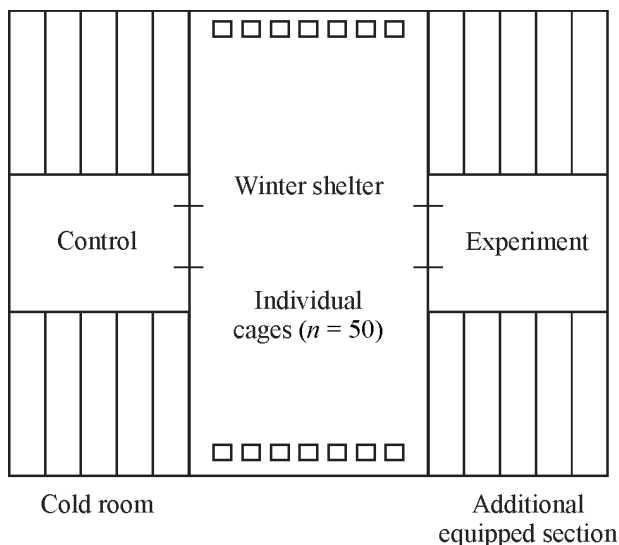 Winter shelter
Control
Experiment
Individual
cages (n = 50)
Cold room
Additional
equipped section